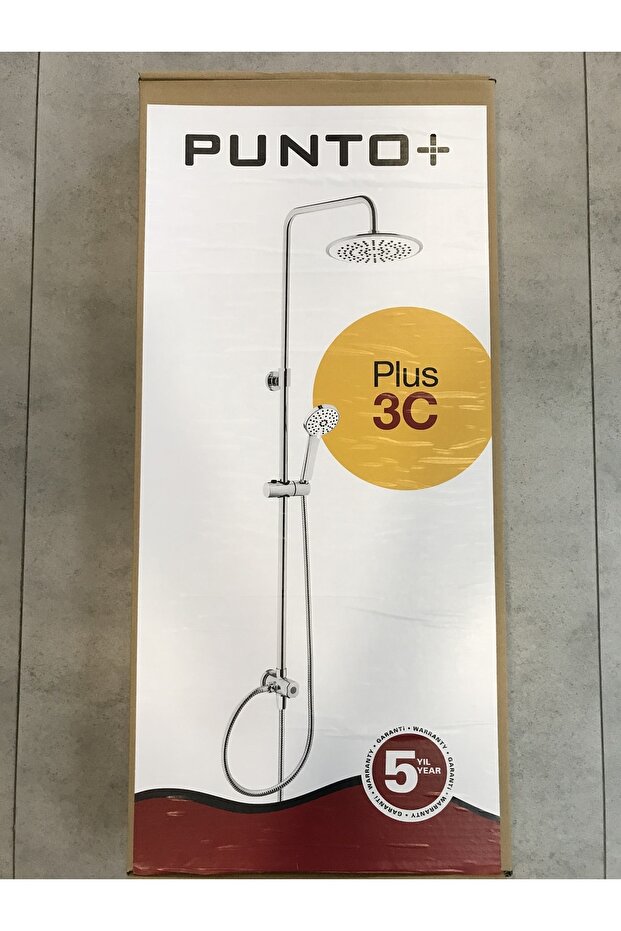 PUNTO+
Plus
3C
GARANTİ • WARRANTY • GARANTİ • WARRANTY • GARANTİ • WARRANTY •
5 YIL
YEAR